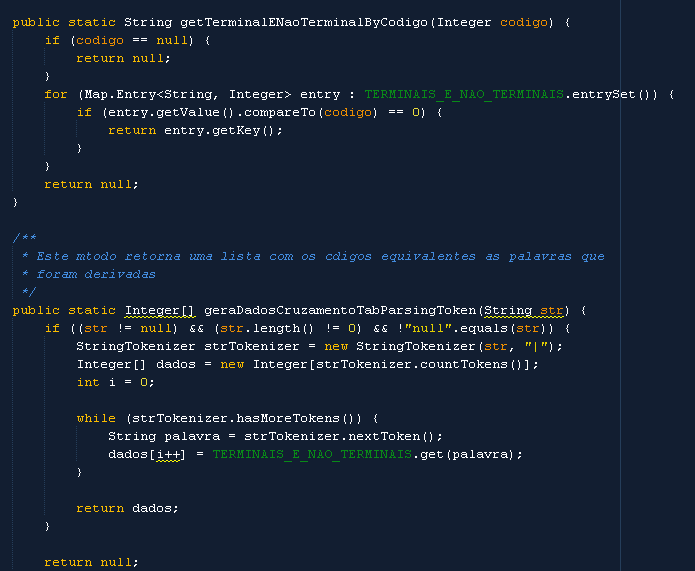 public static String getTerminalENaoTerminalByCodigo(Integer codigo) {
    if (codigo == null) {
        return null;
    }
    for (Map.Entry<String, Integer> entry : TERMINAIS_E_NAO_TERMINAIS.entrySet()) {
        if (entry.getValue().compareTo(codigo) == 0) {
            return entry.getKey();
        }
    }
    return null;
}

/**
 * Este mtodo retorna uma lista com os cdigos equivalentes as palavras que
 * foram derivadas
 */
public static Integer[] geraDadosCruzamentoTabParsingToken(String str) {
    if ((str != null) && (str.length() != 0) && !"null".equals(str)) {
        StringTokenizer strTokenizer = new StringTokenizer(str, "|");
        Integer[] dados = new Integer[strTokenizer.countTokens()];
        int i = 0;

        while (strTokenizer.hasMoreTokens()) {
            String palavra = strTokenizer.nextToken();
            dados[i++] = TERMINAIS_E_NAO_TERMINAIS.get(palavra);
        }

        return dados;
    }

    return null;